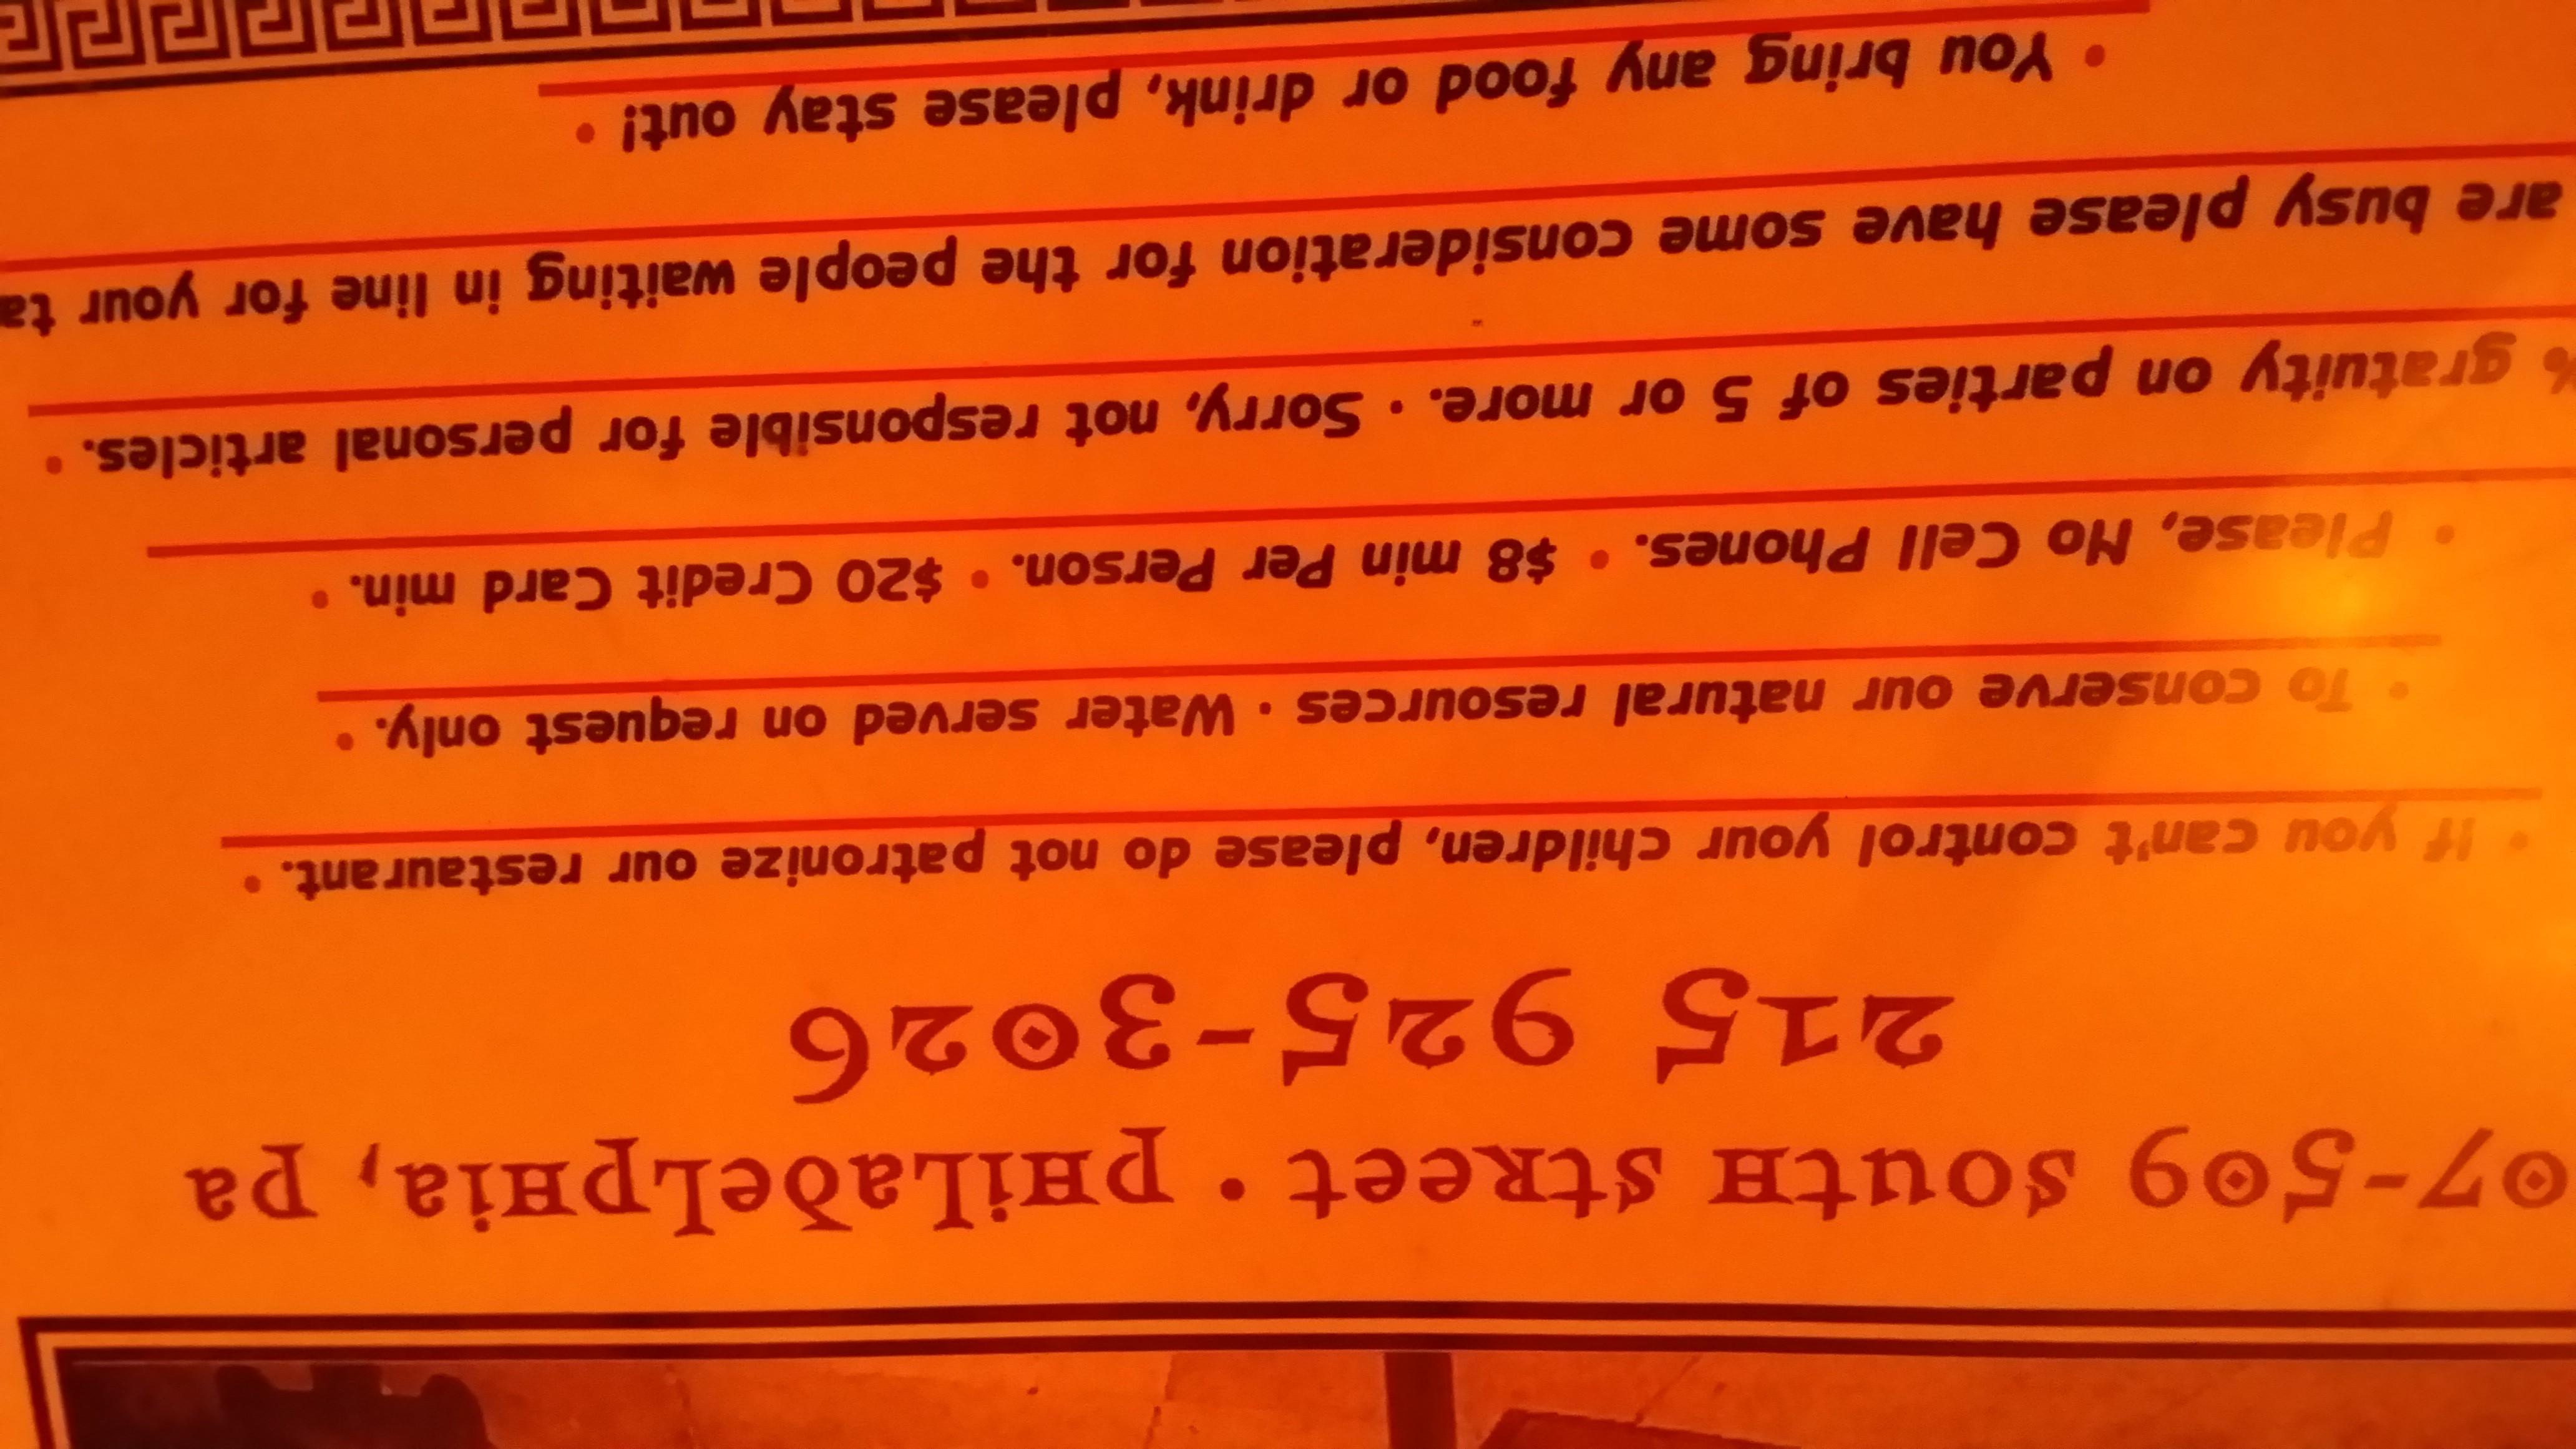 07-509 South Street • Philadelphia, Pa
215 925-3026
• If you can't control your children, please do not patronize our restaurant. •
• To conserve our natural resources • Water served on request only. •
• Please, No Cell Phones. • $8 min Per Person. • $20 Credit Card min. •
% gratuity on parties of 5 or more. • Sorry, not responsible for personal articles. •
are busy please have some consideration for the people waiting in line for your ta
• You bring any food or drink, please stay out! •